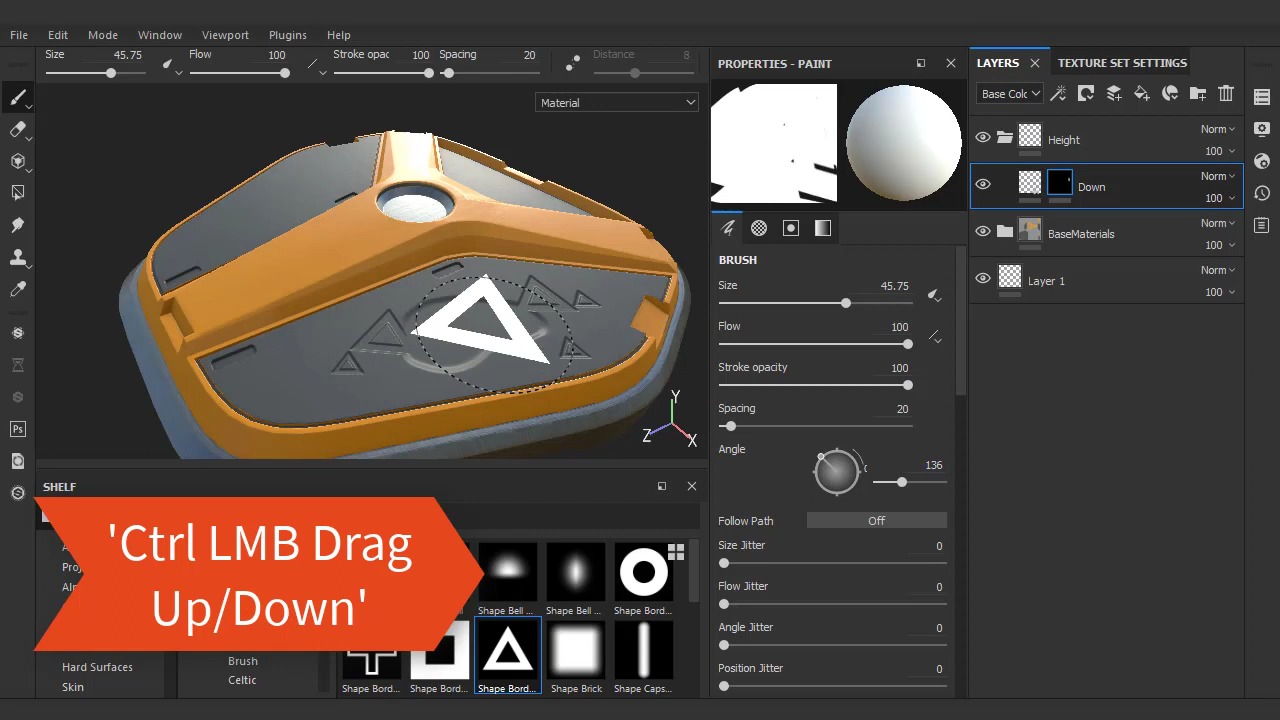 File Edit Mode Window Viewport Plugins Help
Size 45.75 Flow 100 Stroke opac 100 Spacing 20 Distance 8
Material
Y
Z X
PROPERTIES - PAINT
BRUSH
Size 45.75
Flow 100
Stroke opacity 100
Spacing 20
Angle
136
Follow Path Off
Size Jitter 0
Flow Jitter 0
Angle Jitter 0
Position Jitter 0
LAYERS TEXTURE SET SETTINGS
Base Colo
Height Norm
100
Down Norm
100
BaseMaterials Norm
100
Layer 1 Norm
100
Ps
SHELF
'Ctrl LMB Drag
Up/Down'
Proj
Hard Surfaces
Skin
Brush
Celtic
Shape Bell ... Shape Bell ... Shape Bord...
Shape Bord... Shape Bord... Shape Bord... Shape Brick Shape Caps...